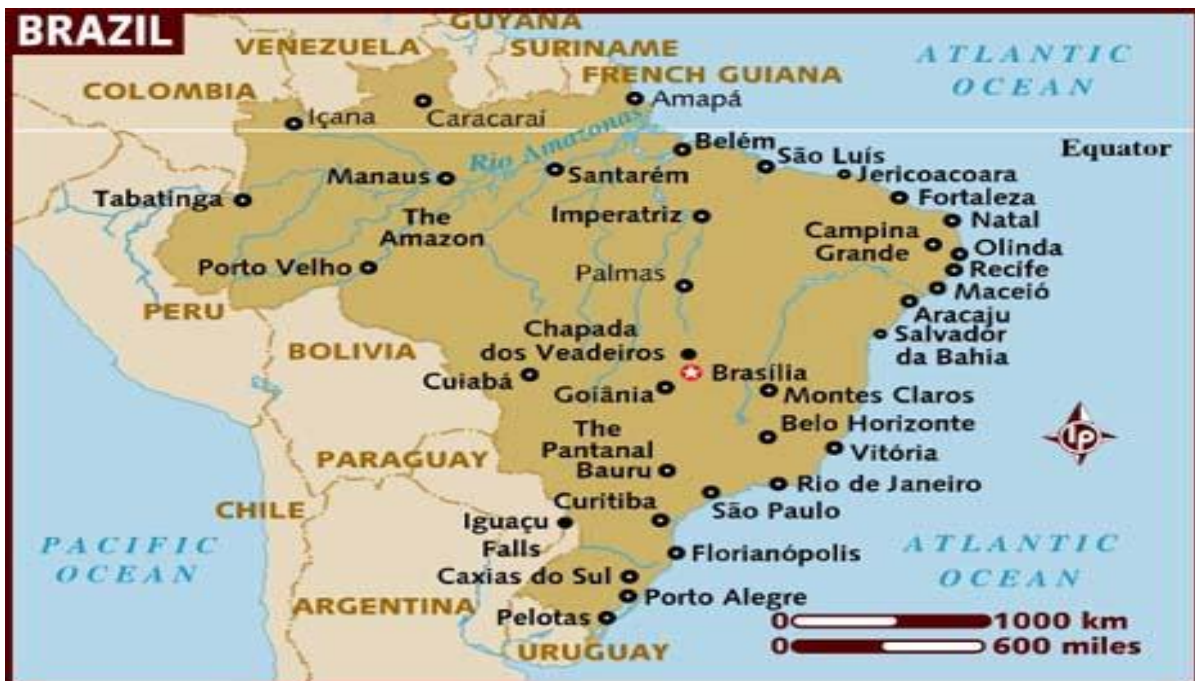 BRAZIL
GUYANA
VENEZUELA
SURINAME
FRENCH GUIANA
COLOMBIA
ATLANTIC
OCEAN
Amapá
Içana
Caracaraí
Rio Amazonas
Equator
Belém
São Luís
Jericoacoara
Manaus
Santarém
Tabatinga
Fortaleza
The
Amazon
Imperatriz
Natal
Campina
Grande
Olinda
Porto Velho
Palmas
Recife
Maceió
PERU
Aracaju
Chapada
dos Veadeiros
Salvador
da Bahia
BOLIVIA
Cuiabá
Brasília
Goiânia
Montes Claros
The
Pantanal
Belo Horizonte
lp
PARAGUAY
Bauru
Vitória
Rio de Janeiro
CHILE
Curitiba
São Paulo
Iguaçu
Falls
PACIFIC
OCEAN
Florianópolis
ATLANTIC
OCEAN
Caxias do Sul
ARGENTINA
Porto Alegre
Pelotas
0 1000 km
0 600 miles
URUGUAY